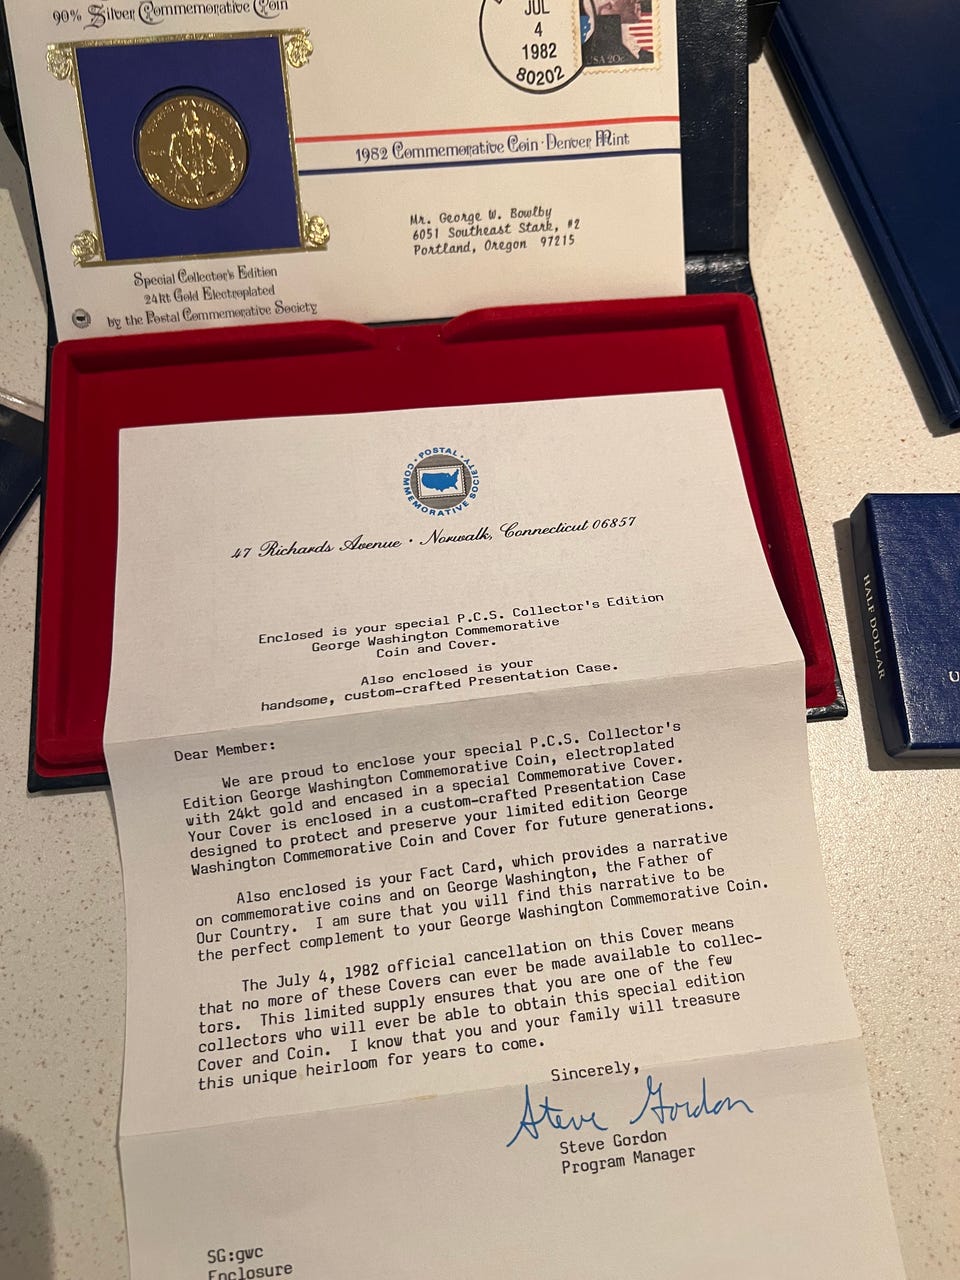 90% Silver Commemorative Coin
JUL
4
1982
80202
USA 20c
GEORGE WASHINGTON
1982 Commemorative Coin · Denver Mint
Mr. George W. Bowlby
6051 Southeast Stark, #2
Portland, Oregon 97215
Special Collector's Edition
24kt Gold Electroplated
by the Postal Commemorative Society
POSTAL
COMMEMORATIVE SOCIETY
47 Richards Avenue · Norwalk, Connecticut 06857
Enclosed is your special P.C.S. Collector's Edition
George Washington Commemorative
Coin and Cover.
Also enclosed is your
handsome, custom-crafted Presentation Case.
Dear Member:
We are proud to enclose your special P.C.S. Collector's
Edition George Washington Commemorative Coin, electroplated
with 24kt gold and encased in a special Commemorative Cover.
Your Cover is enclosed in a custom-crafted Presentation Case
designed to protect and preserve your limited edition George
Washington Commemorative Coin and Cover for future generations.
Also enclosed is your Fact Card, which provides a narrative
on commemorative coins and on George Washington, the Father of
Our Country. I am sure that you will find this narrative to be
the perfect complement to your George Washington Commemorative Coin.
The July 4, 1982 official cancellation on this Cover means
that no more of these Covers can ever be made available to collec-
tors. This limited supply ensures that you are one of the few
collectors who will ever be able to obtain this special edition
Cover and Coin. I know that you and your family will treasure
this unique heirloom for years to come.
Sincerely,
Steve Gordon
Steve Gordon
Program Manager
SG:gwc
Enclosure
HALF DOLLAR
U